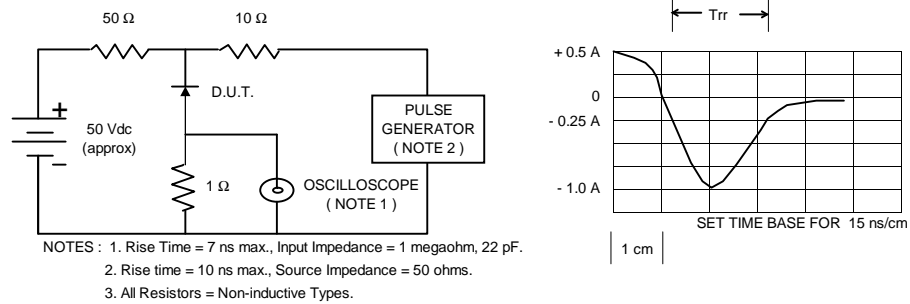 50 Ω
10 Ω
+
50 Vdc
(approx)
−
D.U.T.
1 Ω
OSCILLOSCOPE
( NOTE 1 )
PULSE
GENERATOR
( NOTE 2 )
NOTES : 1. Rise Time = 7 ns max., Input Impedance = 1 megaohm, 22 pF.
2. Rise time = 10 ns max., Source Impedance = 50 ohms.
3. All Resistors = Non-inductive Types.
Trr
+ 0.5 A
0
- 0.25 A
- 1.0 A
SET TIME BASE FOR 15 ns/cm
1 cm